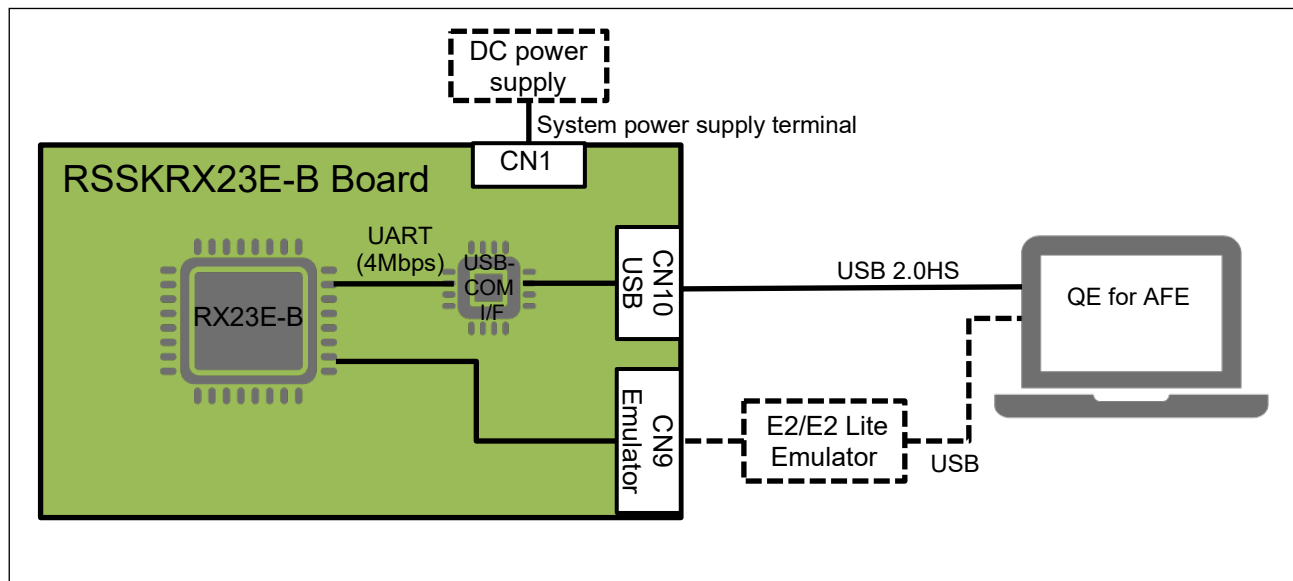 DC power
supply
System power supply terminal
CN1
RSSKRX23E-B Board
UART
(4Mbps)
USB-
COM
I/F
RX23E-B
CN10
USB
USB 2.0HS
QE for AFE
CN9
Emulator
E2/E2 Lite
Emulator
USB